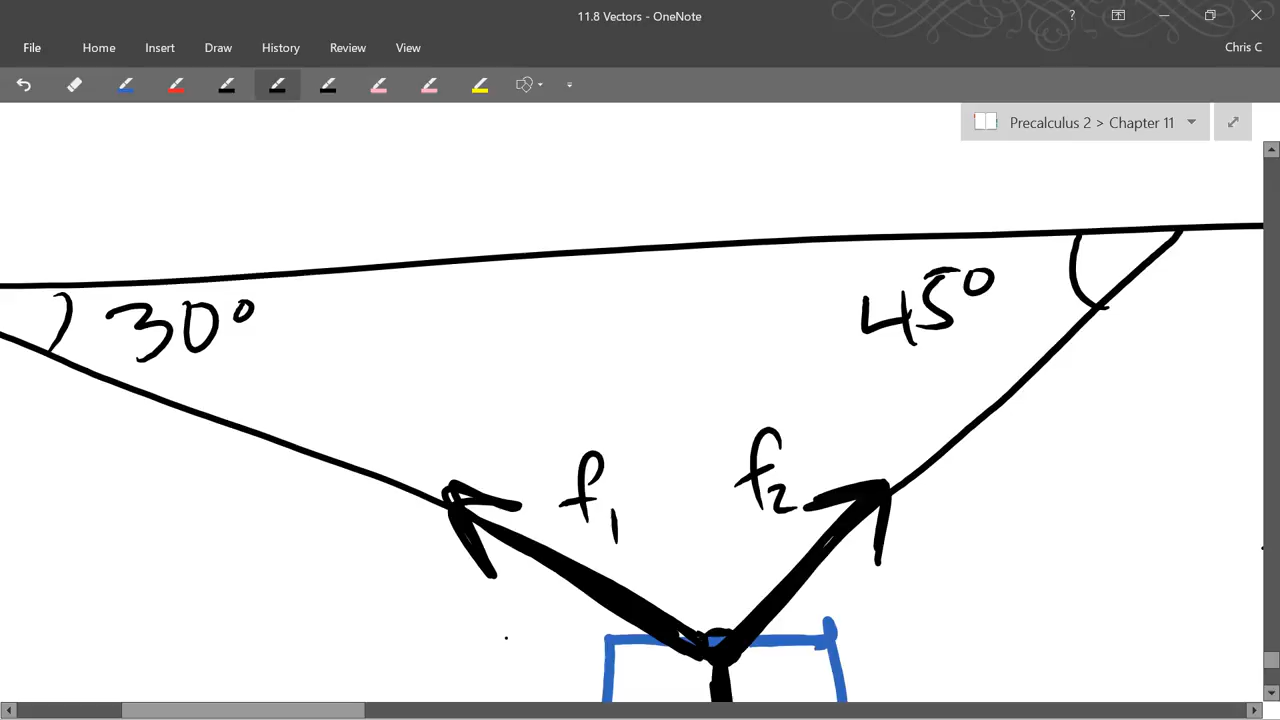 11.8 Vectors - OneNote
?
File Home Insert Draw History Review View
Chris C
Precalculus 2 > Chapter 11
30°
45°
f₁
f₂